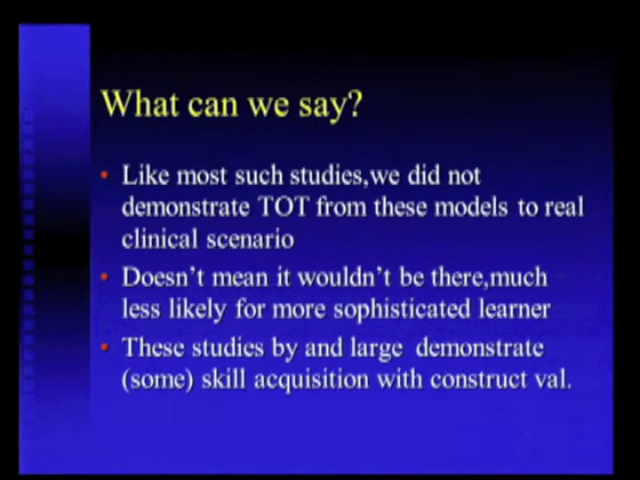 What can we say?
• Like most such studies,we did not
demonstrate TOT from these models to real
clinical scenario
• Doesn't mean it wouldn't be there,much
less likely for more sophisticated learner
• These studies by and large demonstrate
(some) skill acquisition with construct val.